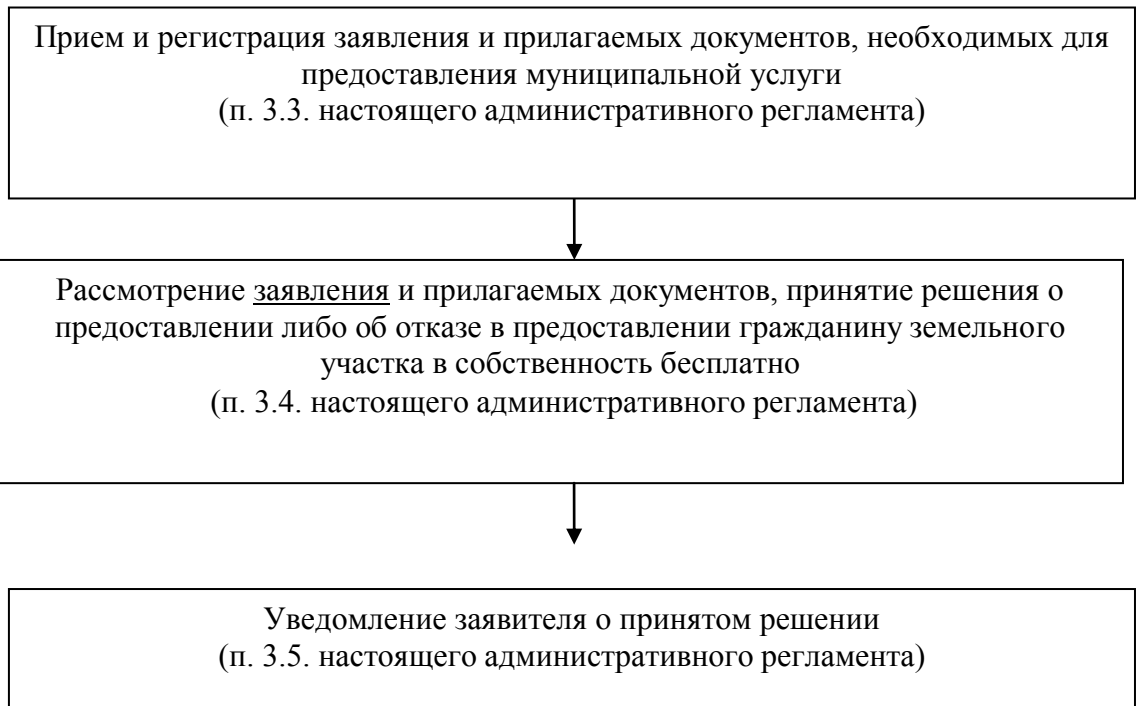 Прием и регистрация заявления и прилагаемых документов, необходимых для
предоставления муниципальной услуги
(п. 3.3. настоящего административного регламента)
Рассмотрение заявления и прилагаемых документов, принятие решения о
предоставлении либо об отказе в предоставлении гражданину земельного
участка в собственность бесплатно
(п. 3.4. настоящего административного регламента)
Уведомление заявителя о принятом решении
(п. 3.5. настоящего административного регламента)